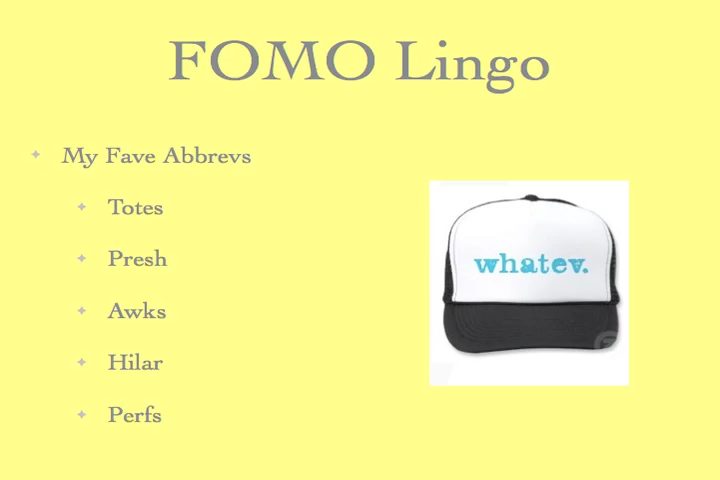 FOMO Lingo
My Fave Abbrevs
Totes
Presh
Awks
Hilar
Perfs
whatev.